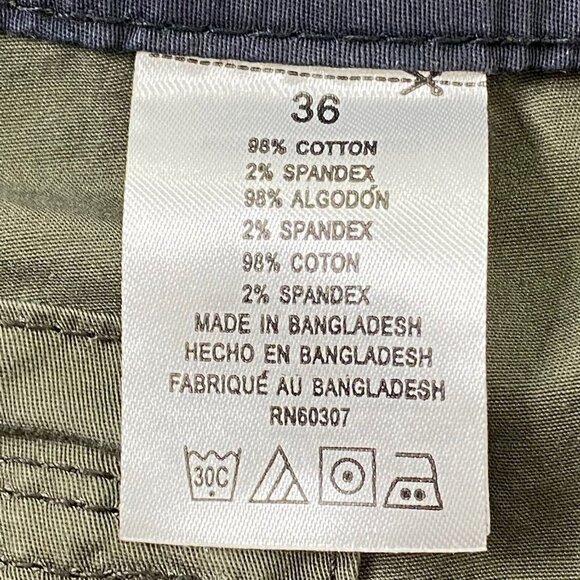 36
98% COTTON
2% SPANDEX
98% ALGODÓN
2% SPANDEX
98% COTON
2% SPANDEX
MADE IN BANGLADESH
HECHO EN BANGLADESH
FABRIQUÉ AU BANGLADESH
RN60307
30C